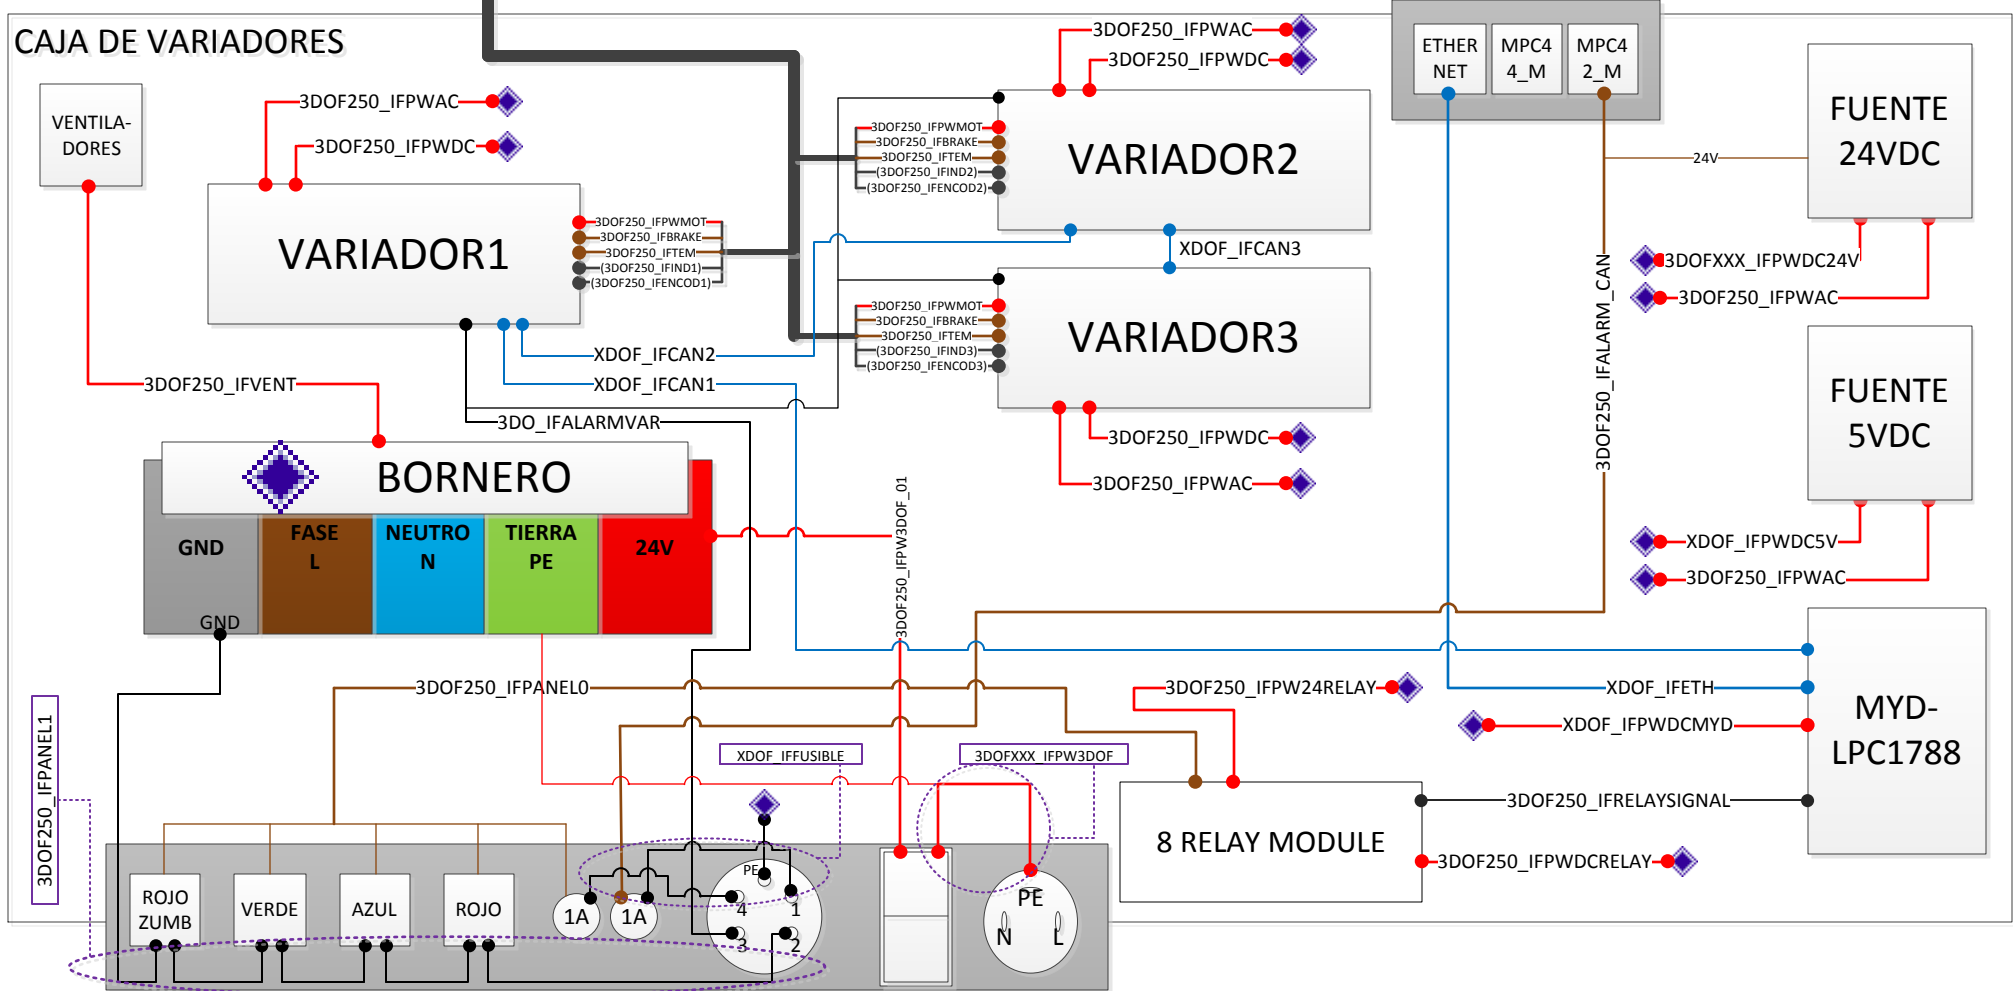 CAJA DE VARIADORES
VENTILA-
DORES
3DOF250_IFPWAC
3DOF250_IFPWDC
VARIADOR1
3DOF250_IFPWMOT
3DOF250_IFBRAKE
3DOF250_IFTEM
(3DOF250_IFIND1)
(3DOF250_IFENCOD1)
3DOF250_IFPWAC
3DOF250_IFPWDC
3DOF250_IFPWMOT
3DOF250_IFBRAKE
3DOF250_IFTEM
(3DOF250_IFIND2)
(3DOF250_IFENCOD2)
VARIADOR2
XDOF_IFCAN3
3DOF250_IFPWMOT
3DOF250_IFBRAKE
3DOF250_IFTEM
(3DOF250_IFIND3)
(3DOF250_IFENCOD3)
VARIADOR3
3DOF250_IFPWDC
3DOF250_IFPWAC
ETHER
NET
MPC4
4_M
MPC4
2_M
FUENTE
24VDC
24V
3DOFXXX_IFPWDC24V
3DOF250_IFPWAC
3DOF250_IFALARM_CAN
FUENTE
5VDC
XDOF_IFPWDC5V
3DOF250_IFPWAC
XDOF_IFCAN2
XDOF_IFCAN1
3DOF250_IFVENT
3DO_IFALARMVAR
BORNERO
GND
FASE
L
NEUTRO
N
TIERRA
PE
24V
GND
3DOF250_IFPW3DOF_01
3DOF250_IFPANEL0
3DOF250_IFPANEL1
3DOF250_IFPW24RELAY
XDOF_IFETH
XDOF_IFPWDCMYD
MYD-
LPC1788
XDOF_IFFUSIBLE
3DOFXXX_IFPW3DOF
8 RELAY MODULE
3DOF250_IFRELAYSIGNAL
3DOF250_IFPWDCRELAY
ROJO
ZUMB
VERDE
AZUL
ROJO
1A
1A
PE
4
1
3
2
PE
N
L